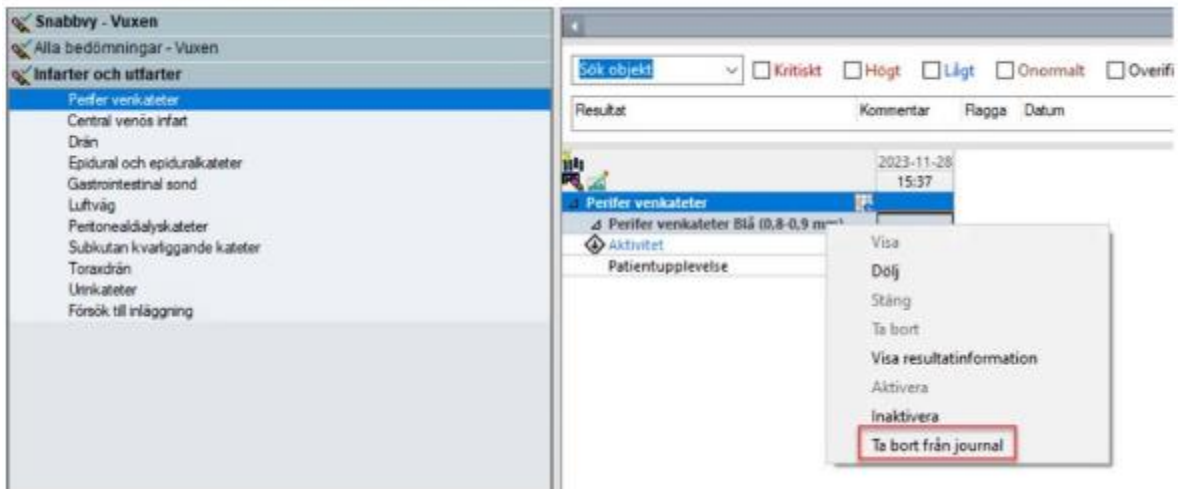 Snabbvy - Vuxen
Alla bedömningar - Vuxen
Infarter och utfarter
Perifer venkateter
Central venös infart
Drän
Epidural och epiduralkateter
Gastrointestinal sond
Luftväg
Peritonealdialyskateter
Subkutan kvarliggande kateter
Toraxdrän
Urinkateter
Försök till inläggning
Sök objekt Kritiskt Högt Lågt Onormalt Overifi
Resultat Kommentar Flagga Datum
2023-11-28
15:37
Perifer venkateter
Perifer venkateter Blå (0,8-0,9 mm)
Aktivitet
Patientupplevelse
Visa
Dölj
Stäng
Ta bort
Visa resultatinformation
Aktivera
Inaktivera
Ta bort från journal